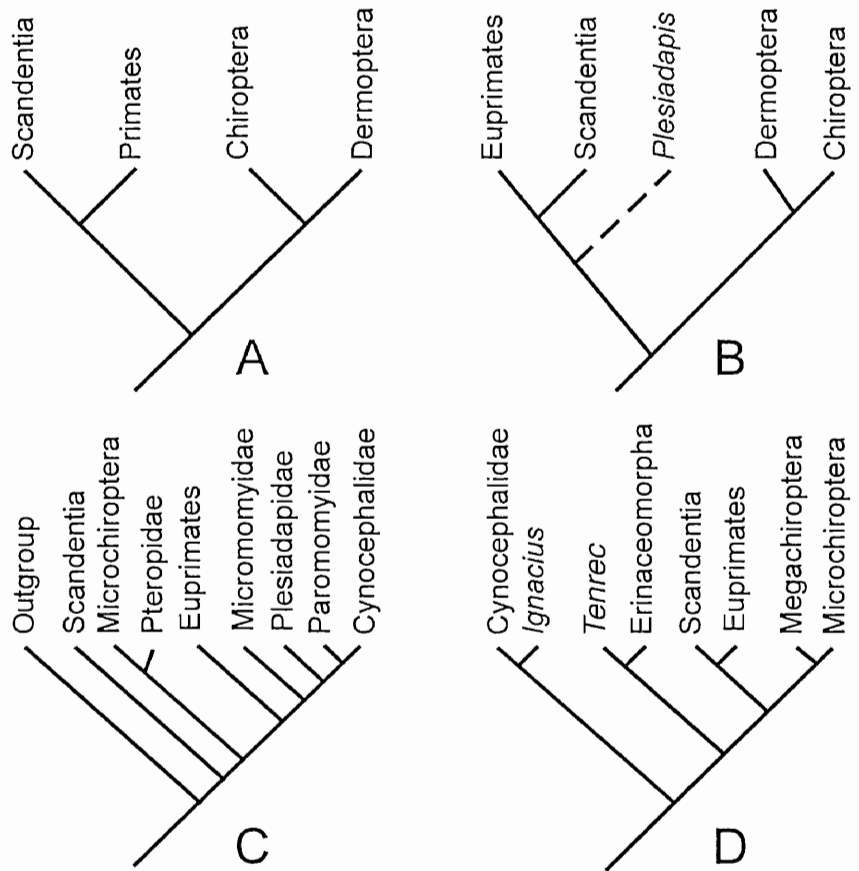 Scandentia
Primates
Chiroptera
Dermoptera
A
Euprimates
Scandentia
Plesiadapis
Dermoptera
Chiroptera
B
Outgroup
Scandentia
Microchiroptera
Pteropidae
Euprimates
Micromomyidae
Plesiadapidae
Paromomyidae
Cynocephalidae
C
Cynocephalidae
Ignacius
Tenrec
Erinaceomorpha
Scandentia
Euprimates
Megachiroptera
Microchiroptera
D